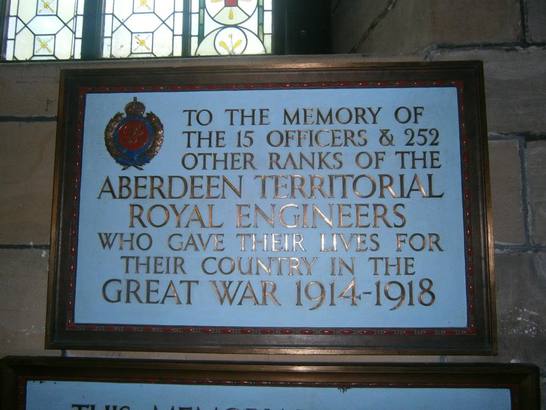 TO THE MEMORY OF
THE 15 OFFICERS & 252
OTHER RANKS OF THE
ABERDEEN TERRITORIAL
ROYAL ENGINEERS
WHO GAVE THEIR LIVES FOR
THEIR COUNTRY IN THE
GREAT WAR 1914-1918
THIS